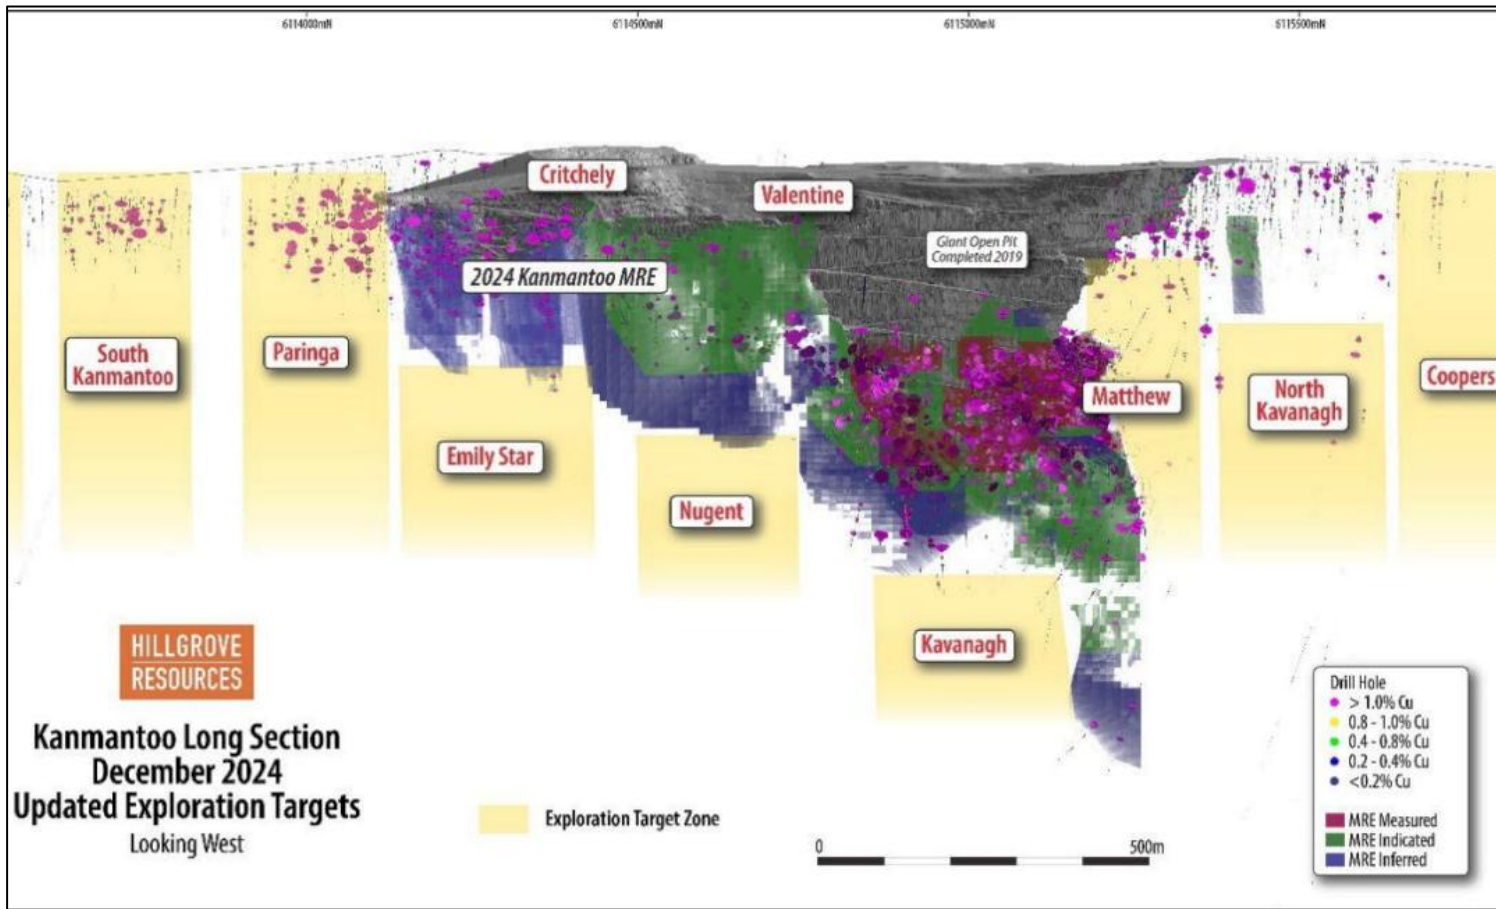 6114000mN 6114500mN 6115000mN 6115500mN
Critchely
Valentine
Giant Open Pit
Completed 2019
2024 Kanmantoo MRE
South
Kanmantoo
Paringa
Matthew
North
Kavanagh
Coopers
Emily Star
Nugent
Kavanagh
HILLGROVE
RESOURCES
Kanmantoo Long Section
December 2024
Updated Exploration Targets
Looking West
Exploration Target Zone
0 500m
Drill Hole
> 1.0% Cu
0.8 - 1.0% Cu
0.4 - 0.8% Cu
0.2 - 0.4% Cu
<0.2% Cu
MRE Measured
MRE Indicated
MRE Inferred